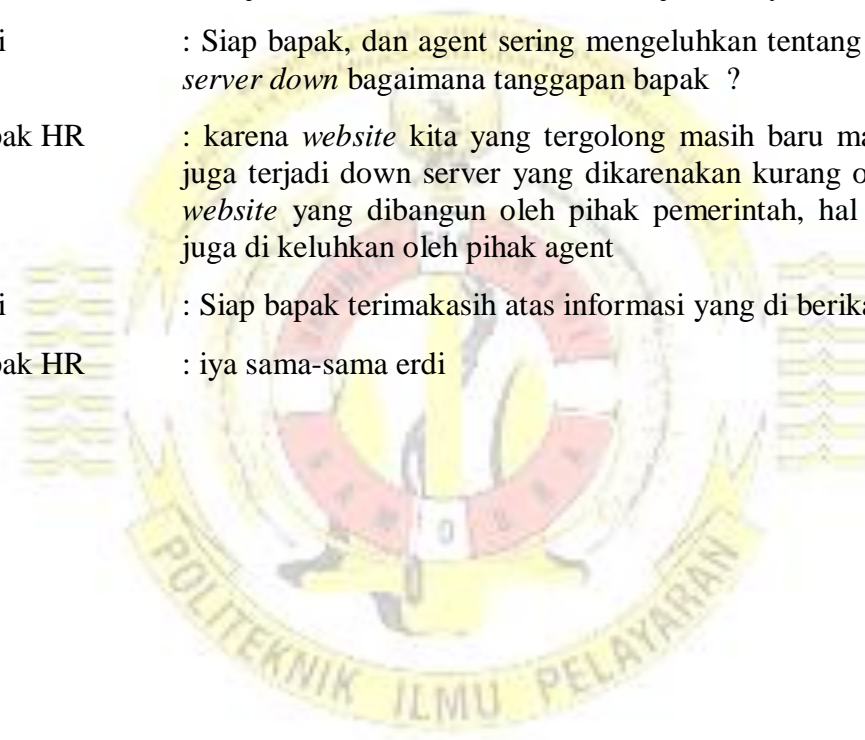 i : Siap bapak, dan agent sering mengeluhkan tentang
server down bagaimana tanggapan bapak ?
pak HR : karena website kita yang tergolong masih baru
juga terjadi down server yang dikarenakan kurang
website yang dibangun oleh pihak pemerintah, hal
juga di keluhkan oleh pihak agent
i : Siap bapak terimakasih atas informasi yang di
pak HR : iya sama-sama erdi
POLITEKNIK ILMU PELAYARAN